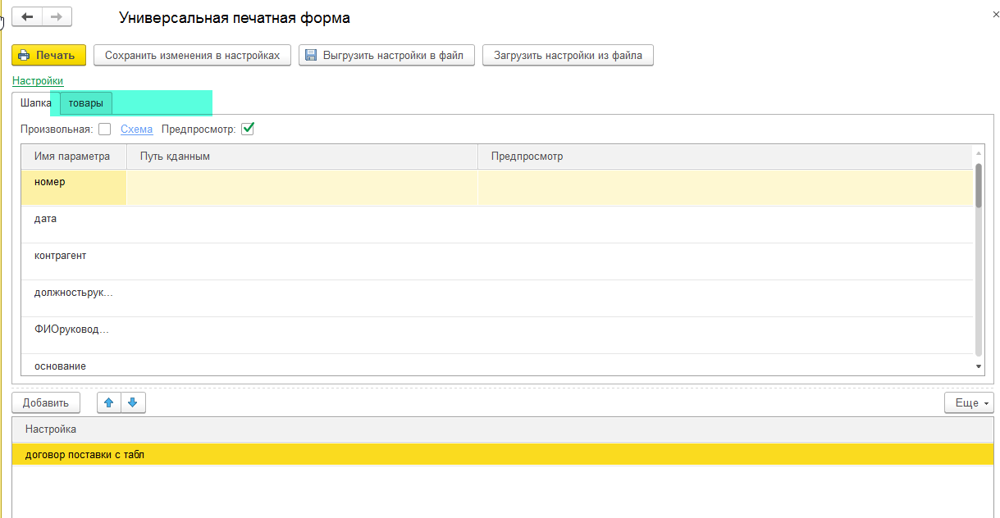 Универсальная печатная форма
Печать Сохранить изменения в настройках Выгрузить настройки в файл Загрузить настройки из файла
Настройки
Шапка товары
Произвольная: Схема Предпросмотр:
Имя параметра Путь кданным Предпросмотр
номер
дата
контрагент
должностьрук...
ФИОруковод...
основание
Добавить Еще
Настройка
договор поставки с табл